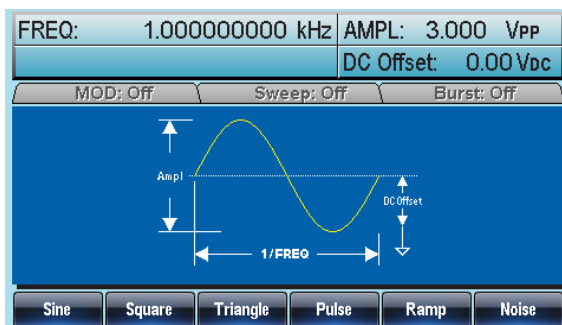 FREQ: 1.000000000 kHz AMPL: 3.000 VPP
DC Offset: 0.00 VDC
MOD: Off Sweep: Off Burst: Off
Ampl
DC Offset
1/FREQ
Sine Square Triangle Pulse Ramp Noise